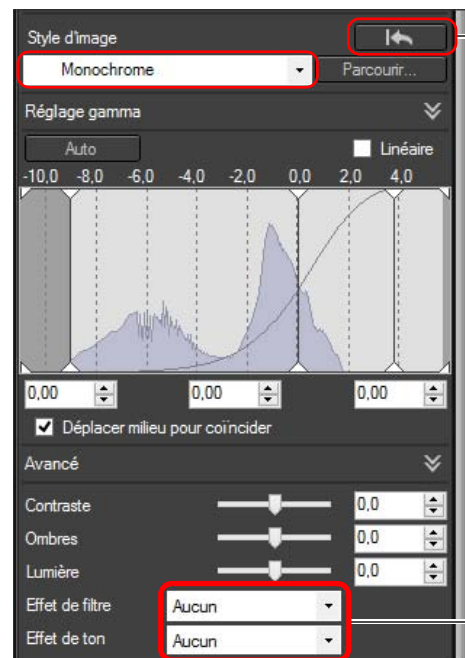 Style d'image
Monochrome Parcourir...
Réglage gamma
Auto Linéaire
-10,0 -8,0 -6,0 -4,0 -2,0 0,0 2,0 4,0
0,00 0,00 0,00
Déplacer milieu pour coïncider
Avancé
Contraste 0,0
Ombres 0,0
Lumière 0,0
Effet de filtre Aucun
Effet de ton Aucun